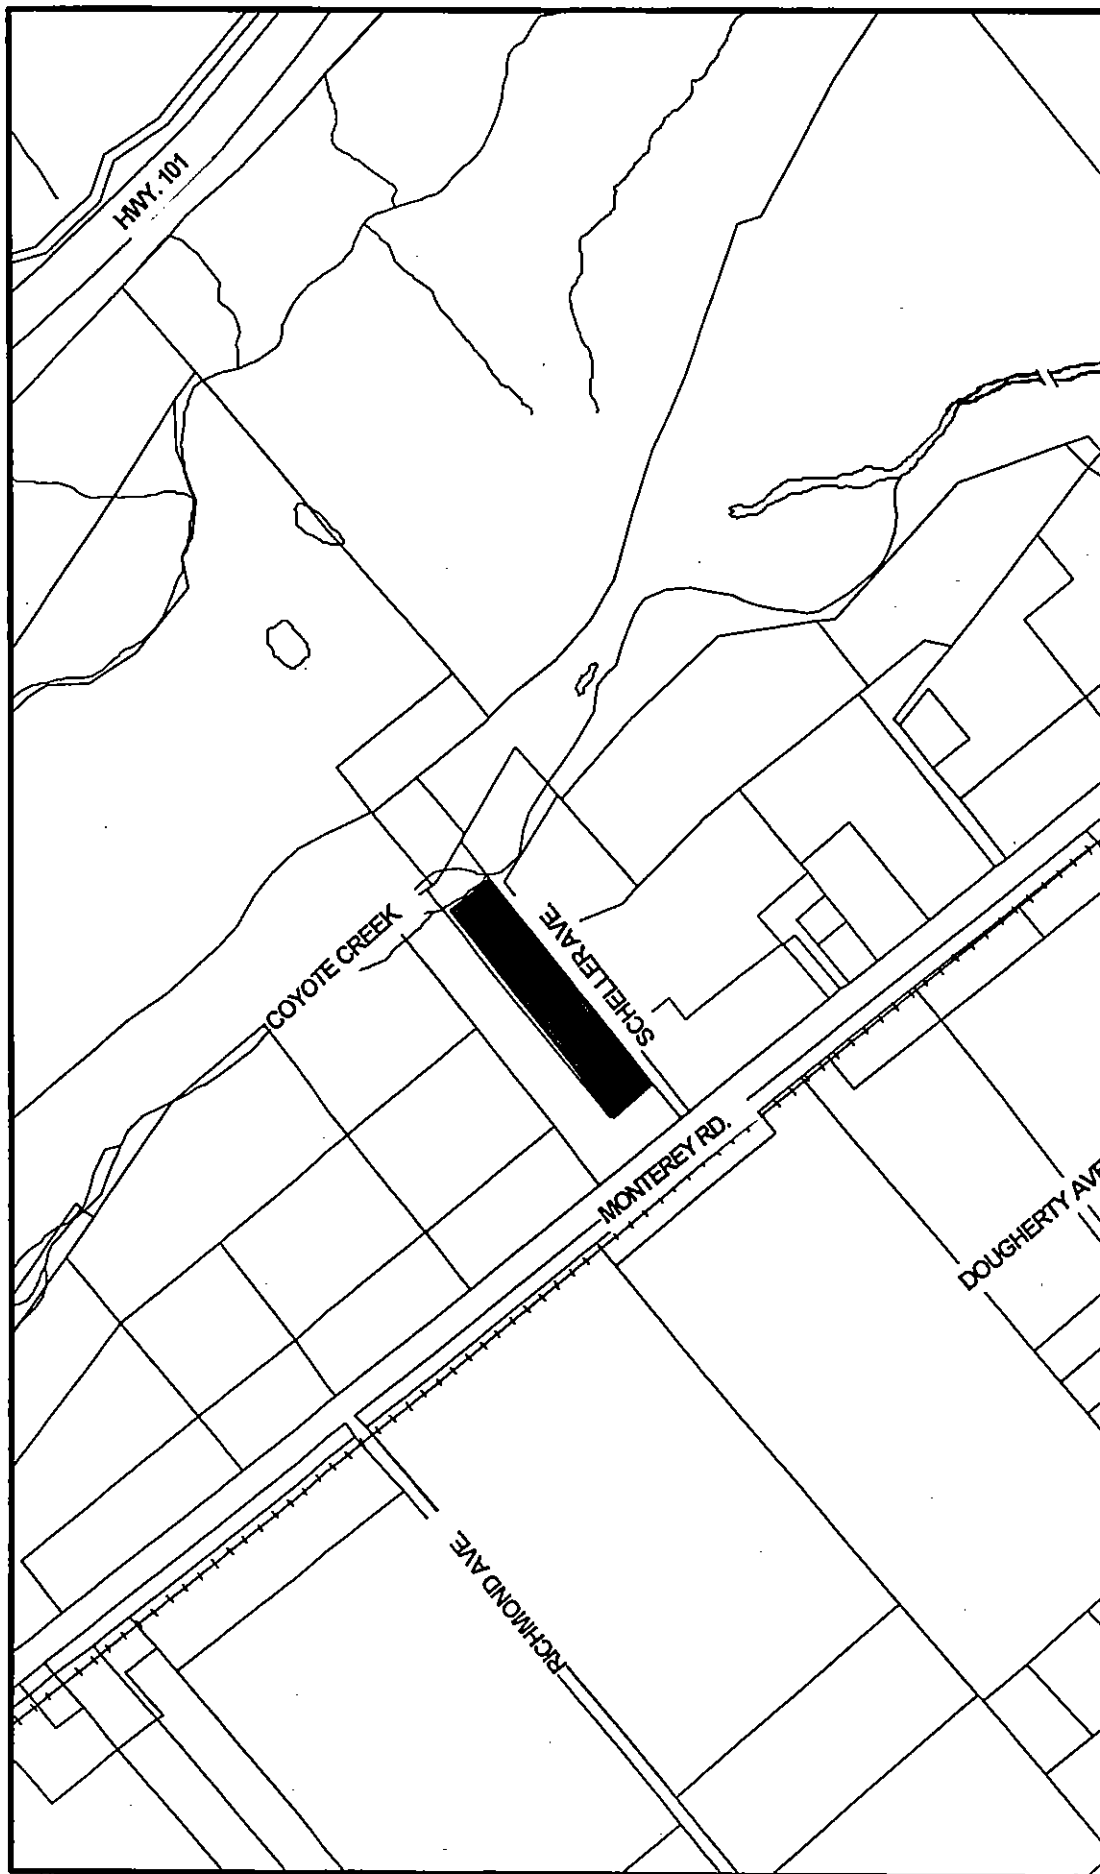 HWY. 101
COYOTE CREEK
SCHELLER AVE.
MONTEREY RD.
DOUGHERTY AVE
RICHMOND AVE.